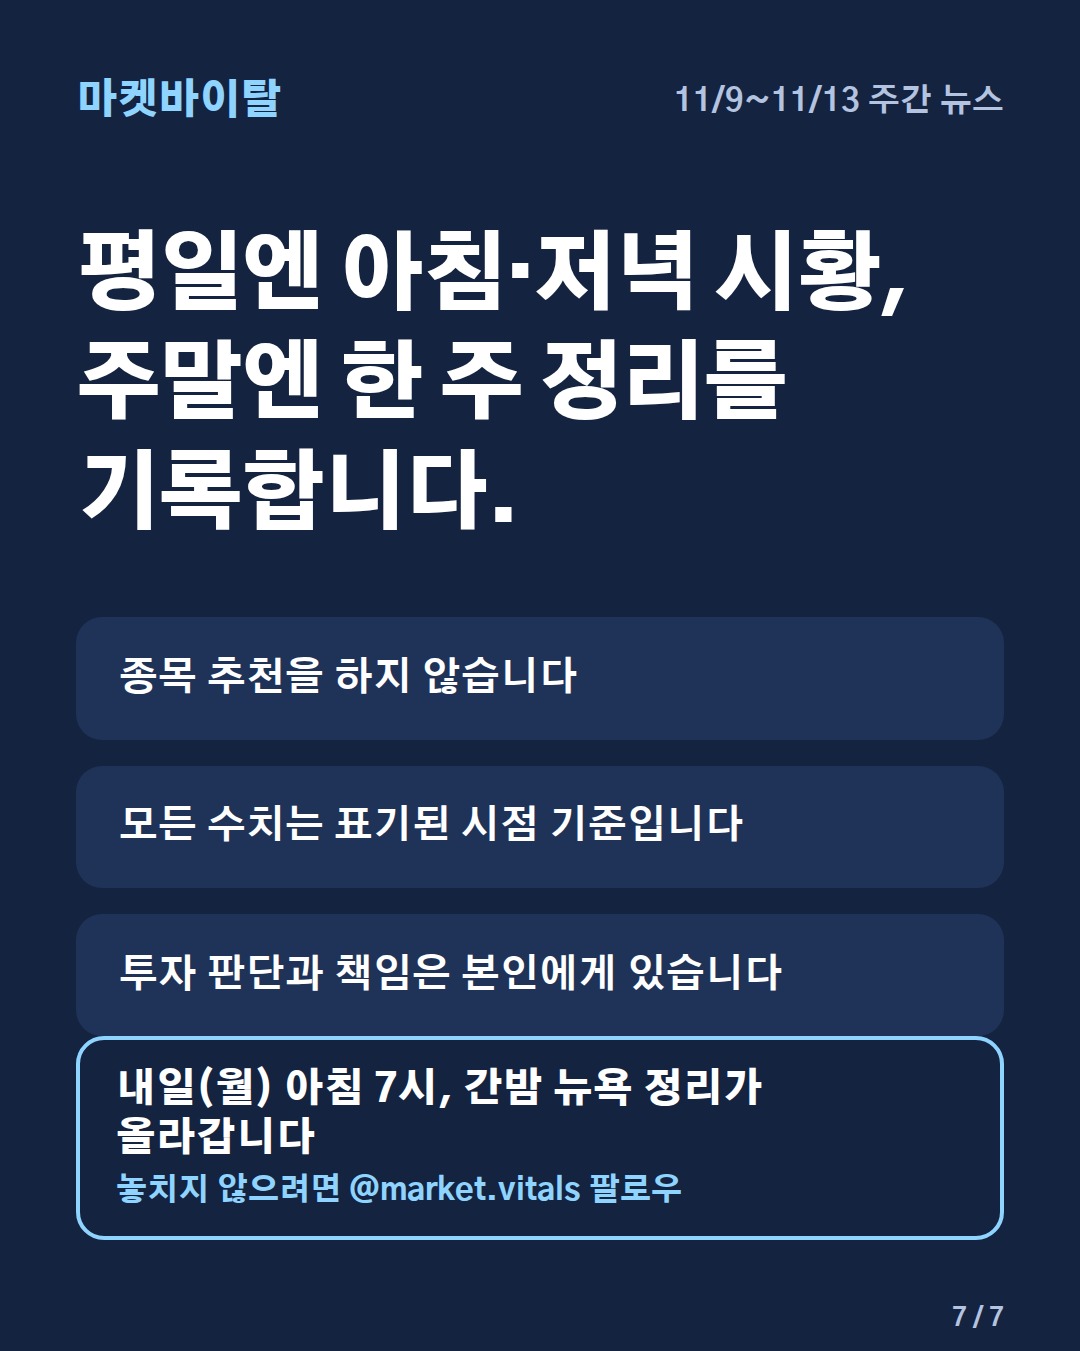 마켓바이탈
11/9~11/13 주간 뉴스
평일엔 아침·저녁 시황,
주말엔 한 주 정리를
기록합니다.
종목 추천을 하지 않습니다
모든 수치는 표기된 시점 기준입니다
투자 판단과 책임은 본인에게 있습니다
내일(월) 아침 7시, 간밤 뉴욕 정리가
올라갑니다
놓치지 않으려면 @market.vitals 팔로우
7 / 7